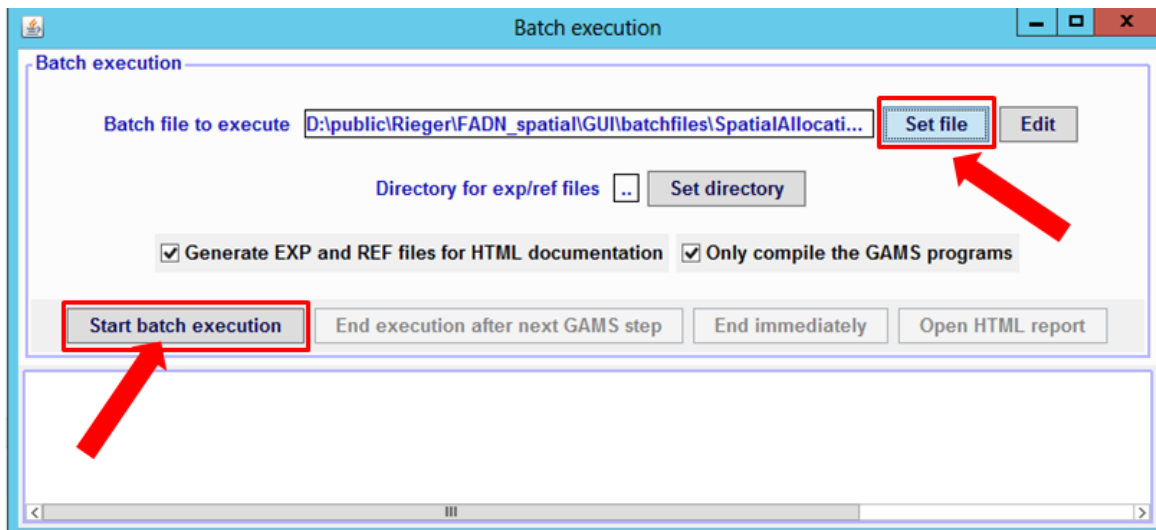 Batch execution
Batch execution
Batch file to execute D:\public\Rieger\FADN_spatial\GUI\batchfiles\SpatialAllocati... Set file Edit
Directory for exp/ref files .. Set directory
Generate EXP and REF files for HTML documentation Only compile the GAMS programs
Start batch execution End execution after next GAMS step End immediately Open HTML report